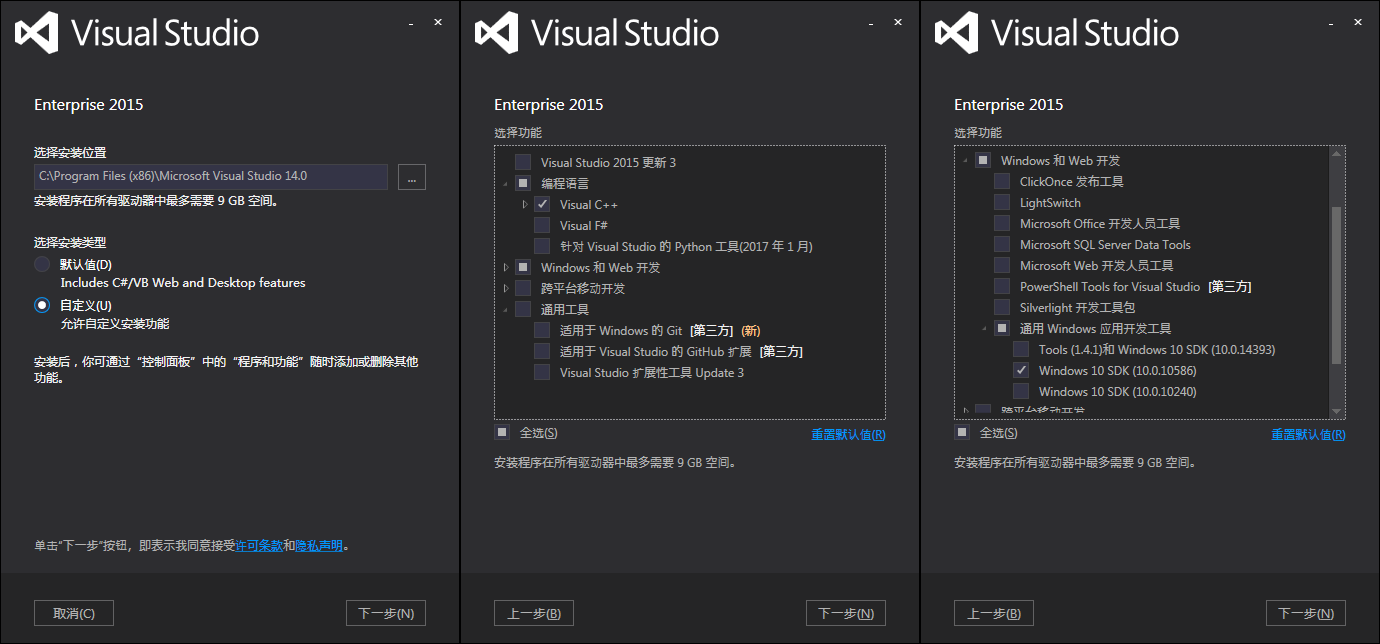 Visual Studio
Enterprise 2015
选择安装位置
C:\Program Files (x86)\Microsoft Visual Studio 14.0
...
安装程序在所有驱动器中最多需要 9 GB 空间。
选择安装类型
默认值(D)
Includes C#/VB Web and Desktop features
自定义(U)
允许自定义安装功能
安装后，你可通过“控制面板”中的“程序和功能”随时添加或删除其他
功能。
单击“下一步”按钮，即表示我同意接受许可条款和隐私声明。
取消(C)
下一步(N)
Visual Studio
Enterprise 2015
选择功能
Visual Studio 2015 更新 3
编程语言
Visual C++
Visual F#
针对 Visual Studio 的 Python 工具(2017 年 1 月)
Windows 和 Web 开发
跨平台移动开发
通用工具
适用于 Windows 的 Git [第三方] (新)
适用于 Visual Studio 的 GitHub 扩展 [第三方]
Visual Studio 扩展性工具 Update 3
全选(S)
重置默认值(R)
安装程序在所有驱动器中最多需要 9 GB 空间。
上一步(B)
下一步(N)
Visual Studio
Enterprise 2015
选择功能
Windows 和 Web 开发
ClickOnce 发布工具
LightSwitch
Microsoft Office 开发人员工具
Microsoft SQL Server Data Tools
Microsoft Web 开发人员工具
PowerShell Tools for Visual Studio [第三方]
Silverlight 开发工具包
通用 Windows 应用开发工具
Tools (1.4.1)和 Windows 10 SDK (10.0.14393)
Windows 10 SDK (10.0.10586)
Windows 10 SDK (10.0.10240)
跨平台移动开发
全选(S)
重置默认值(R)
安装程序在所有驱动器中最多需要 9 GB 空间。
上一步(B)
下一步(N)